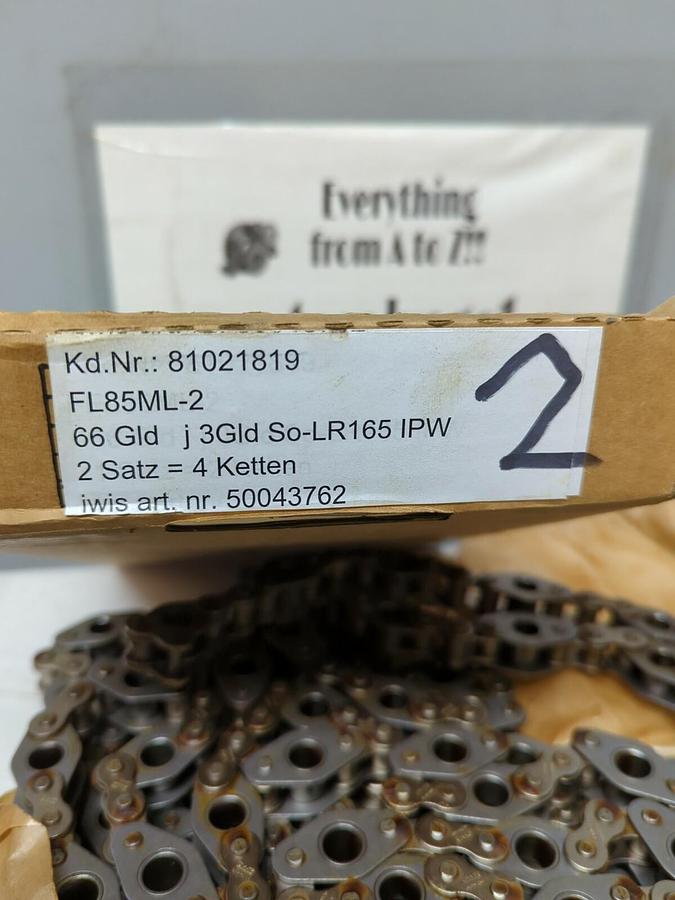 Everything
from A to Z!!
Kd.Nr.: 81021819
FL85ML-2
66 Gld j 3Gld So-LR165 IPW
2 Satz = 4 Ketten
iwis art. nr. 50043762
2